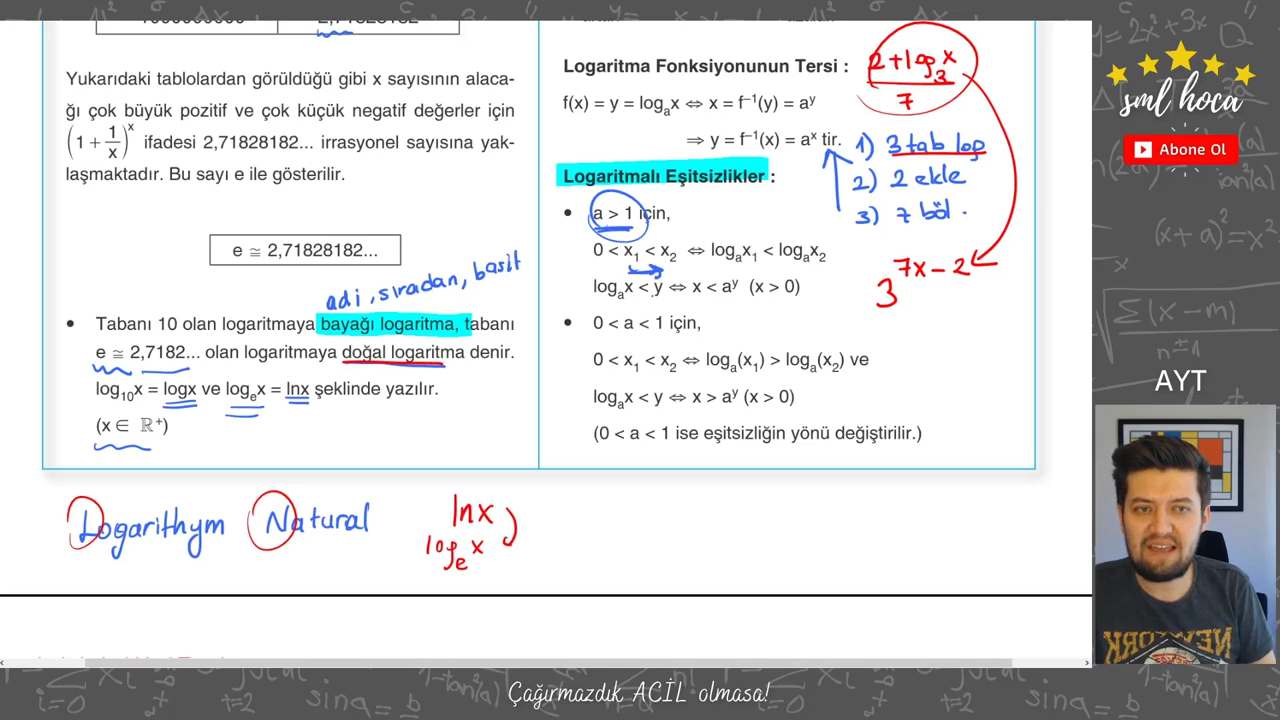 1000000000 2,71828182
Yukarıdaki tablolardan görüldüğü gibi x sayısının alaca-
ğı çok büyük pozitif ve çok küçük negatif değerler için
(1 + 1/x)^x ifadesi 2,71828182... irrasyonel sayısına yak-
laşmaktadır. Bu sayı e ile gösterilir.
e ≅ 2,71828182...
adi, sıradan, basit
• Tabanı 10 olan logaritmaya bayağı logaritma, tabanı
e ≅ 2,7182... olan logaritmaya doğal logaritma denir.
log₁₀x = logx ve logₑx = lnx şeklinde yazılır.
(x ∈ ℝ⁺)
Logaritma Fonksiyonunun Tersi :
f(x) = y = logₐx ⇔ x = f⁻¹(y) = aʸ
⇒ y = f⁻¹(x) = aˣ tir.
Logaritmalı Eşitsizlikler :
• a > 1 için,
0 < x₁ < x₂ ⇔ logₐx₁ < logₐx₂
logₐx < y ⇔ x < aʸ (x > 0)
• 0 < a < 1 için,
0 < x₁ < x₂ ⇔ logₐ(x₁) > logₐ(x₂) ve
logₐx < y ⇔ x > aʸ (x > 0)
(0 < a < 1 ise eşitsizliğin yönü değiştirilir.)
2 + log₃x
7
1) 3 tab log
2) 2 ekle
3) 7 böl.
3^(7x – 2)
Logarithym Natural
lnx
logₑx
sml hoca
Abone Ol
AYT
NEWYORK
Çağırmazdık ACİL olmasa!